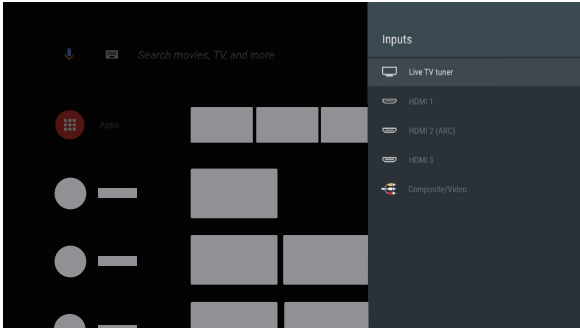 Search movies, TV, and more
Apps
Inputs
Live TV tuner
HDMI 1
HDMI 2 (ARC)
HDMI 3
Composite/Video